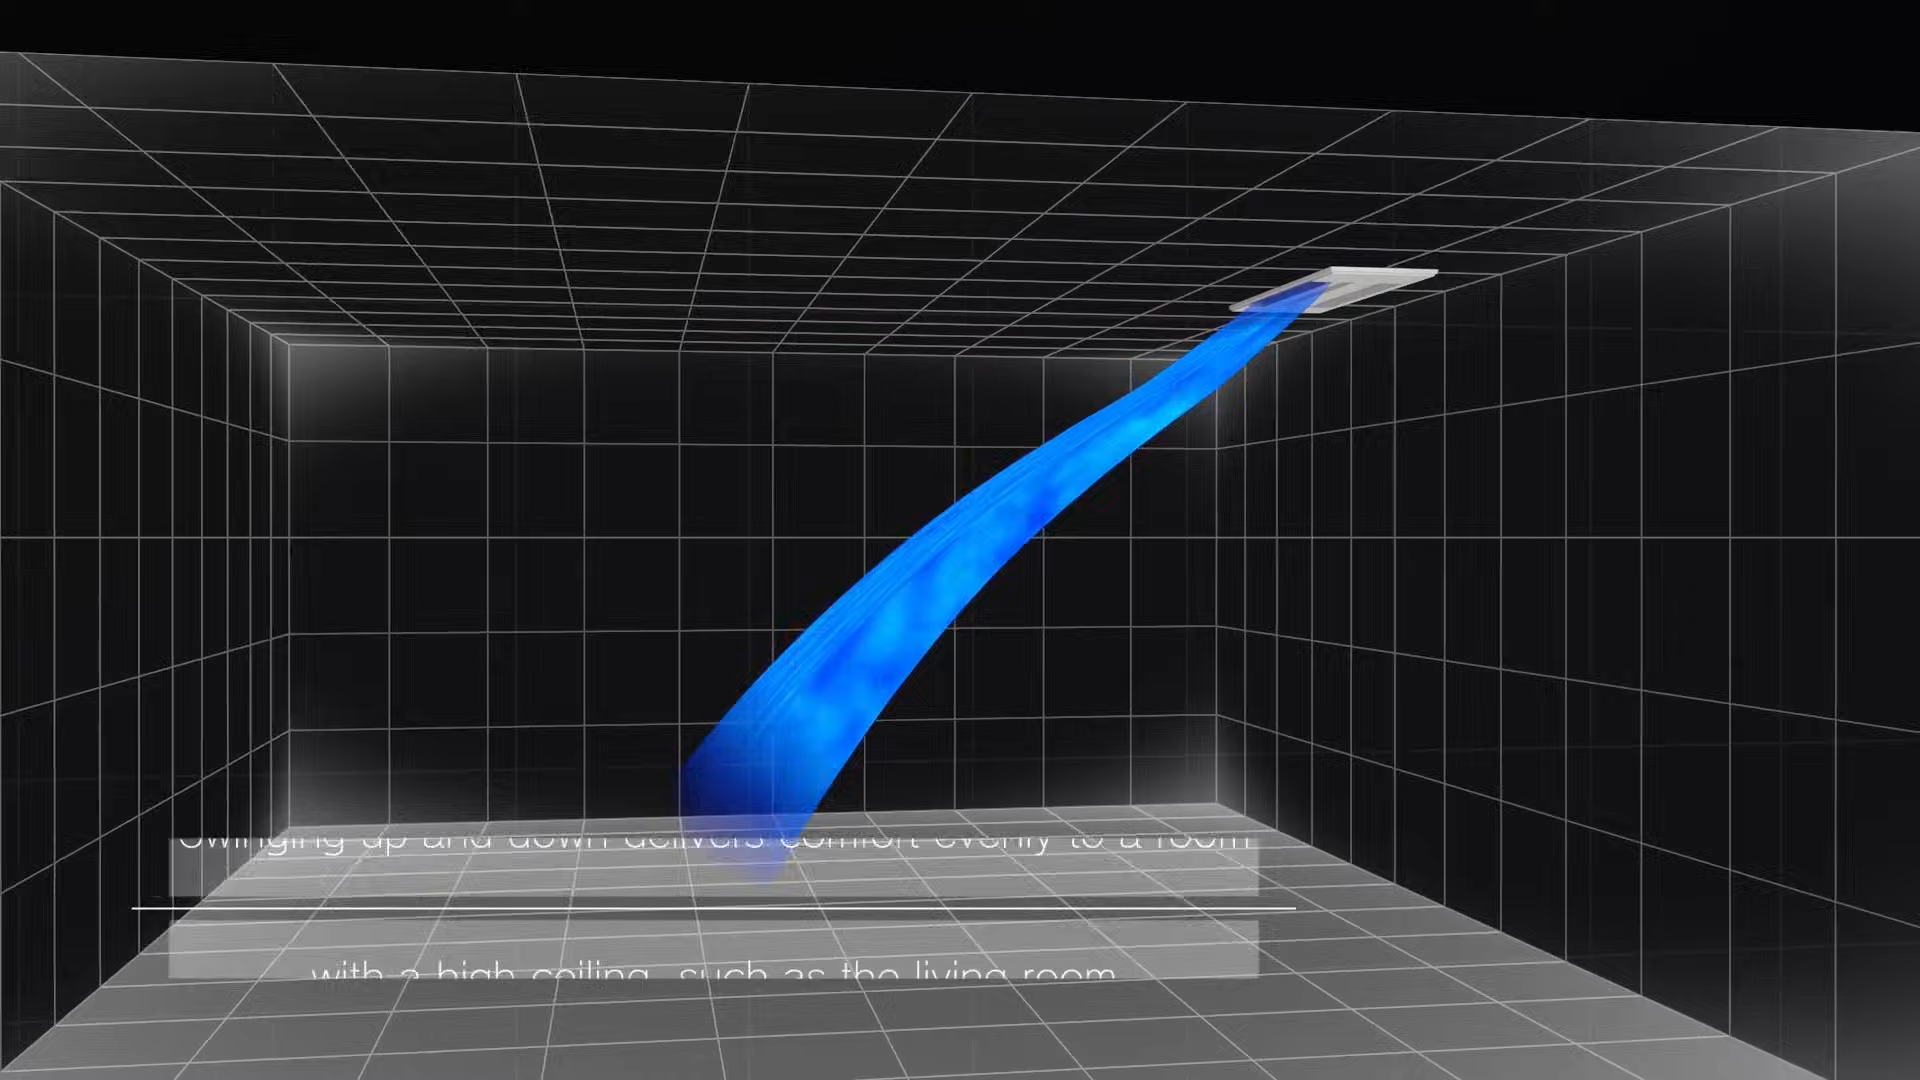 Swinging up and down delivers comfort evenly to a room
with a high ceiling, such as the living room